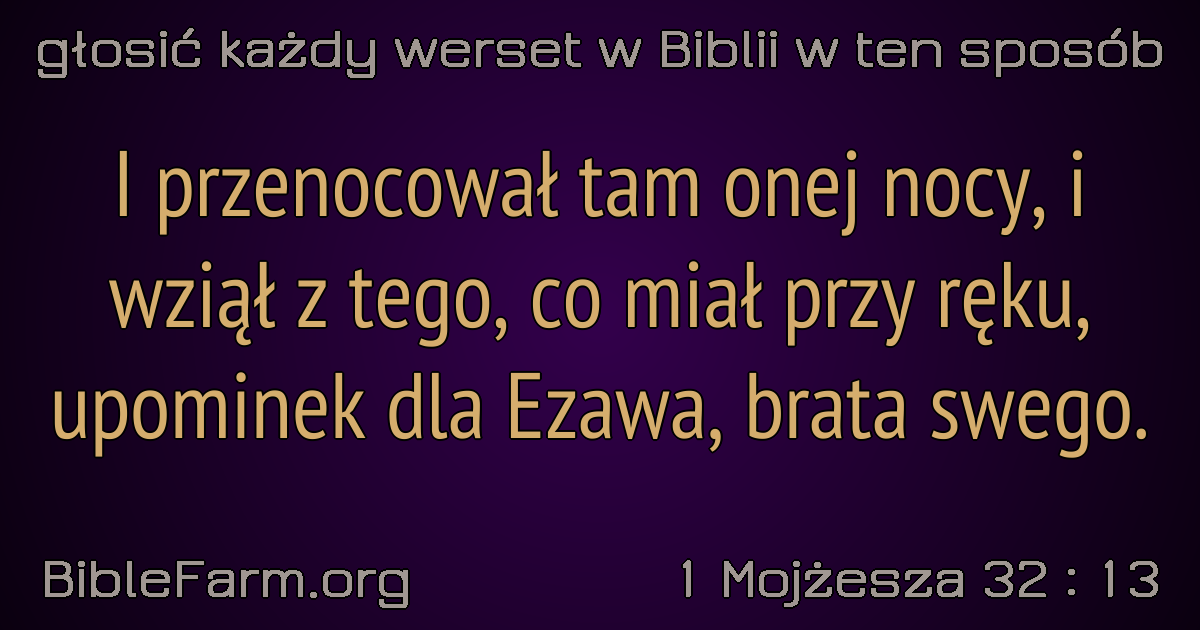 głosić każdy werset w Biblii w ten sposób
I przenocował tam onej nocy, i
wziął z tego, co miał przy ręku,
upominek dla Ezawa, brata swego.
BibleFarm.org
1 Mojżesza 32 : 13